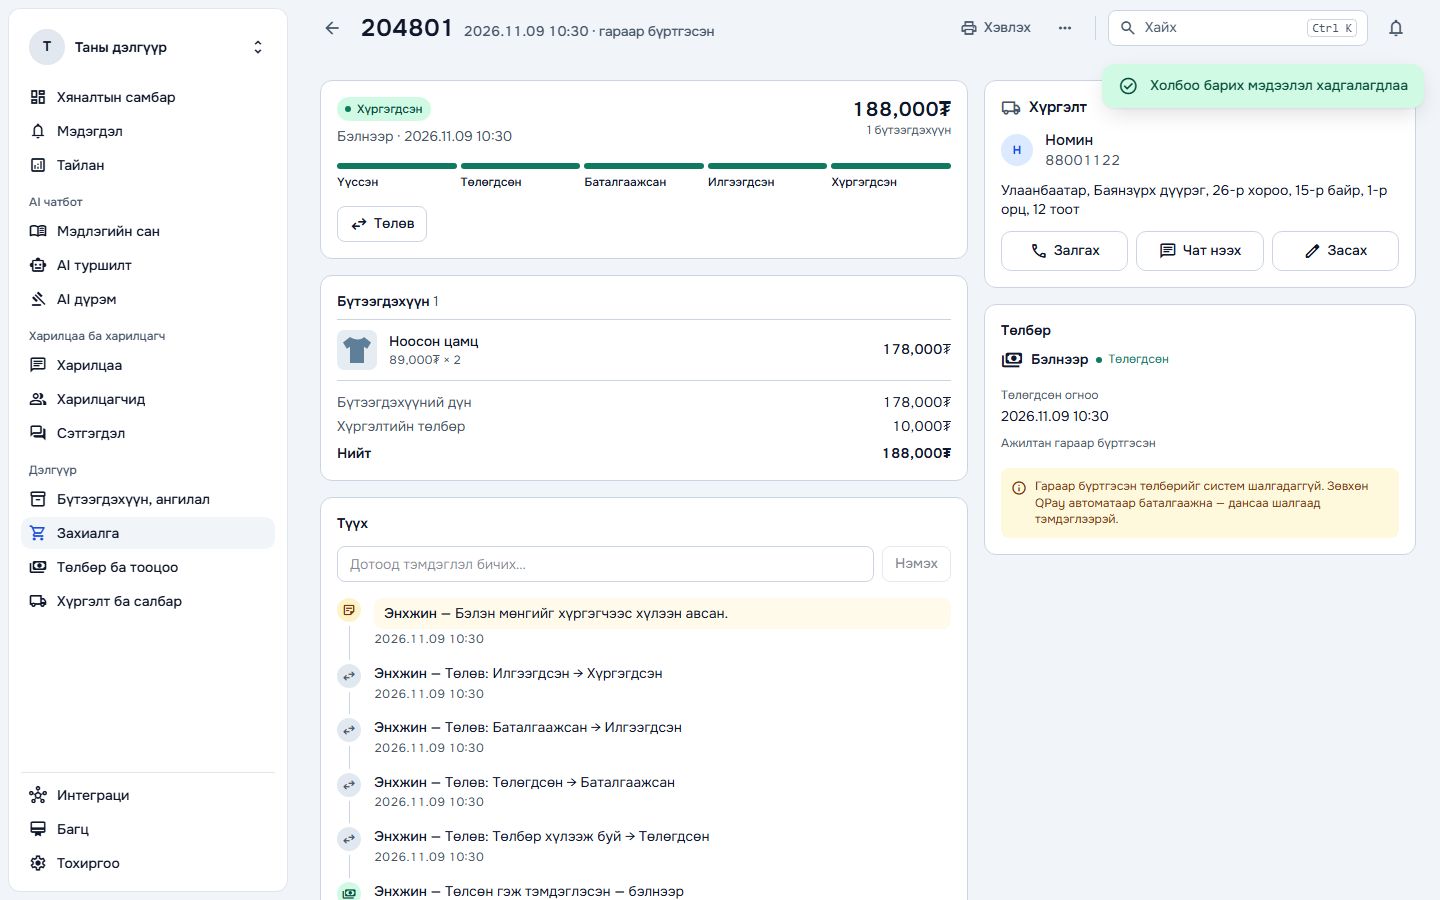 Т
Таны дэлгүүр
Хяналтын самбар
Мэдэгдэл
Тайлан
AI чатбот
Мэдлэгийн сан
AI туршилт
AI дүрэм
Харилцаа ба харилцагч
Харилцаа
Харилцагчид
Сэтгэгдэл
Дэлгүүр
Бүтээгдэхүүн, ангилал
Захиалга
Төлбөр ба тооцоо
Хүргэлт ба салбар
Интеграци
Багц
Тохиргоо
204801 2026.11.09 10:30 · гараар бүртгэсэн
Хэвлэх
Хайх
Ctrl K
Холбоо барих мэдээлэл хадгалагдлаа
Хүргэгдсэн
188,000₮
Бэлнээр · 2026.11.09 10:30
1 бүтээгдэхүүн
Үүссэн
Төлөгдсөн
Баталгаажсан
Илгээгдсэн
Хүргэгдсэн
Төлөв
Бүтээгдэхүүн 1
Ноосон цамц
89,000₮ × 2
178,000₮
Бүтээгдэхүүний дүн
178,000₮
Хүргэлтийн төлбөр
10,000₮
Нийт
188,000₮
Түүх
Дотоод тэмдэглэл бичих...
Нэмэх
Энхжин — Бэлэн мөнгийг хүргэгчээс хүлээн авсан.
2026.11.09 10:30
Энхжин — Төлөв: Илгээгдсэн → Хүргэгдсэн
2026.11.09 10:30
Энхжин — Төлөв: Баталгаажсан → Илгээгдсэн
2026.11.09 10:30
Энхжин — Төлөв: Төлөгдсөн → Баталгаажсан
2026.11.09 10:30
Энхжин — Төлөв: Төлбөр хүлээж буй → Төлөгдсөн
2026.11.09 10:30
Энхжин — Төлсөн гэж тэмдэглэсэн — бэлнээр
Хүргэлт
Н
Номин
88001122
Улаанбаатар, Баянзүрх дүүрэг, 26-р хороо, 15-р байр, 1-р
орц, 12 тоот
Залгах
Чат нээх
Засах
Төлбөр
Бэлнээр
Төлөгдсөн
Төлөгдсөн огноо
2026.11.09 10:30
Ажилтан гараар бүртгэсэн
Гараар бүртгэсэн төлбөрийг систем шалгадаггүй. Зөвхөн
QPay автоматаар баталгаажна — дансаа шалгаад
тэмдэглээрэй.